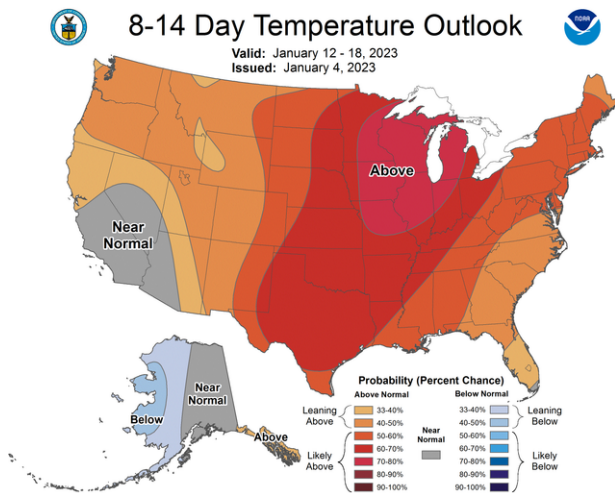 8-14 Day Temperature Outlook
Valid: January 12 - 18, 2023
Issued: January 4, 2023
NOAA
Above
Near
Normal
Near
Normal
Below
Above
Probability (Percent Chance)
Above Normal
Below Normal
Leaning
Above
33-40%
40-50%
Likely
Above
50-60%
60-70%
70-80%
80-90%
90-100%
Near
Normal
33-40%
40-50%
Leaning
Below
50-60%
60-70%
70-80%
80-90%
90-100%
Likely
Below